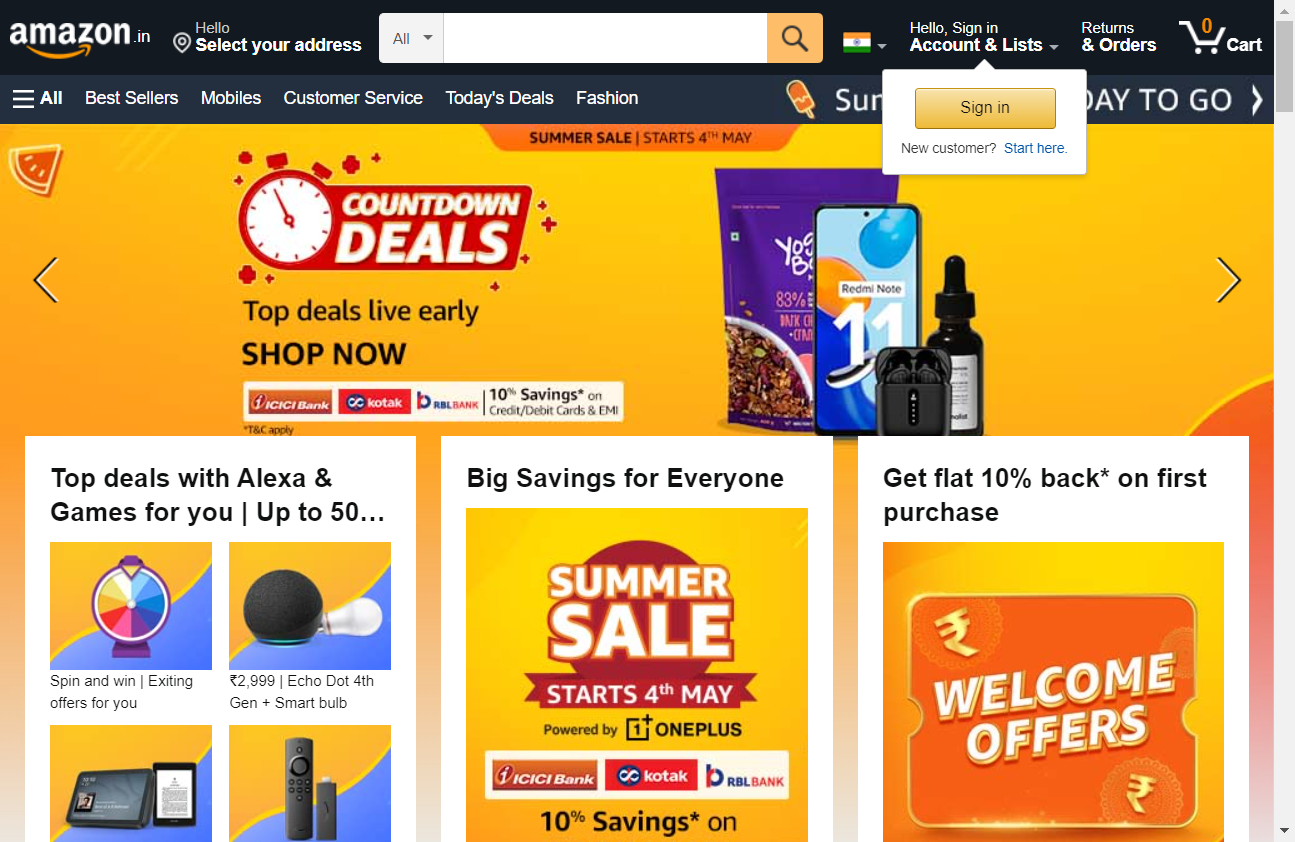 amazon.in
Hello
Select your address
All
Hello, Sign in
Account & Lists
Returns
& Orders
0
Cart
All
Best Sellers
Mobiles
Customer Service
Today's Deals
Fashion
DAY TO GO
Sign in
New customer? Start here.
SUMMER SALE | STARTS 4TH MAY
COUNTDOWN
DEALS
Top deals live early
SHOP NOW
ICICI Bank
kotak
RBL BANK
10% Savings* on
Credit/Debit Cards & EMI
*T&C apply
83%
Redmi Note
11
Top deals with Alexa &
Games for you | Up to 50…
Spin and win | Exiting
offers for you
₹2,999 | Echo Dot 4th
Gen + Smart bulb
Big Savings for Everyone
SUMMER
SALE
STARTS 4th MAY
Powered by 1+ ONEPLUS
ICICI Bank
kotak
RBL BANK
10% Savings* on
Get flat 10% back* on first
purchase
₹
WELCOME
OFFERS
₹